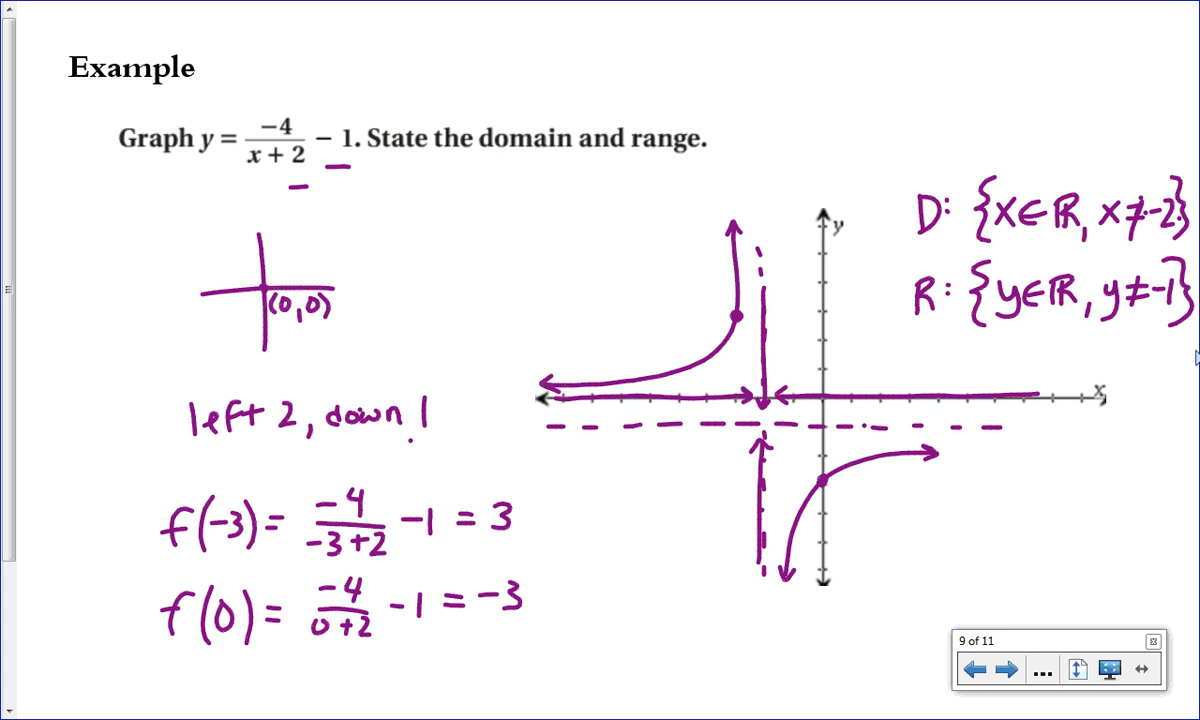 Example
Graph y = -4/(x + 2) − 1. State the domain and range.
D: {x∈ℝ, x≠-2}
R: {y∈ℝ, y≠-1}
y
(0,0)
x
left 2, down 1
f(-3) = -4/(-3+2) -1 = 3
f(0) = -4/(0+2) -1 = -3
9 of 11